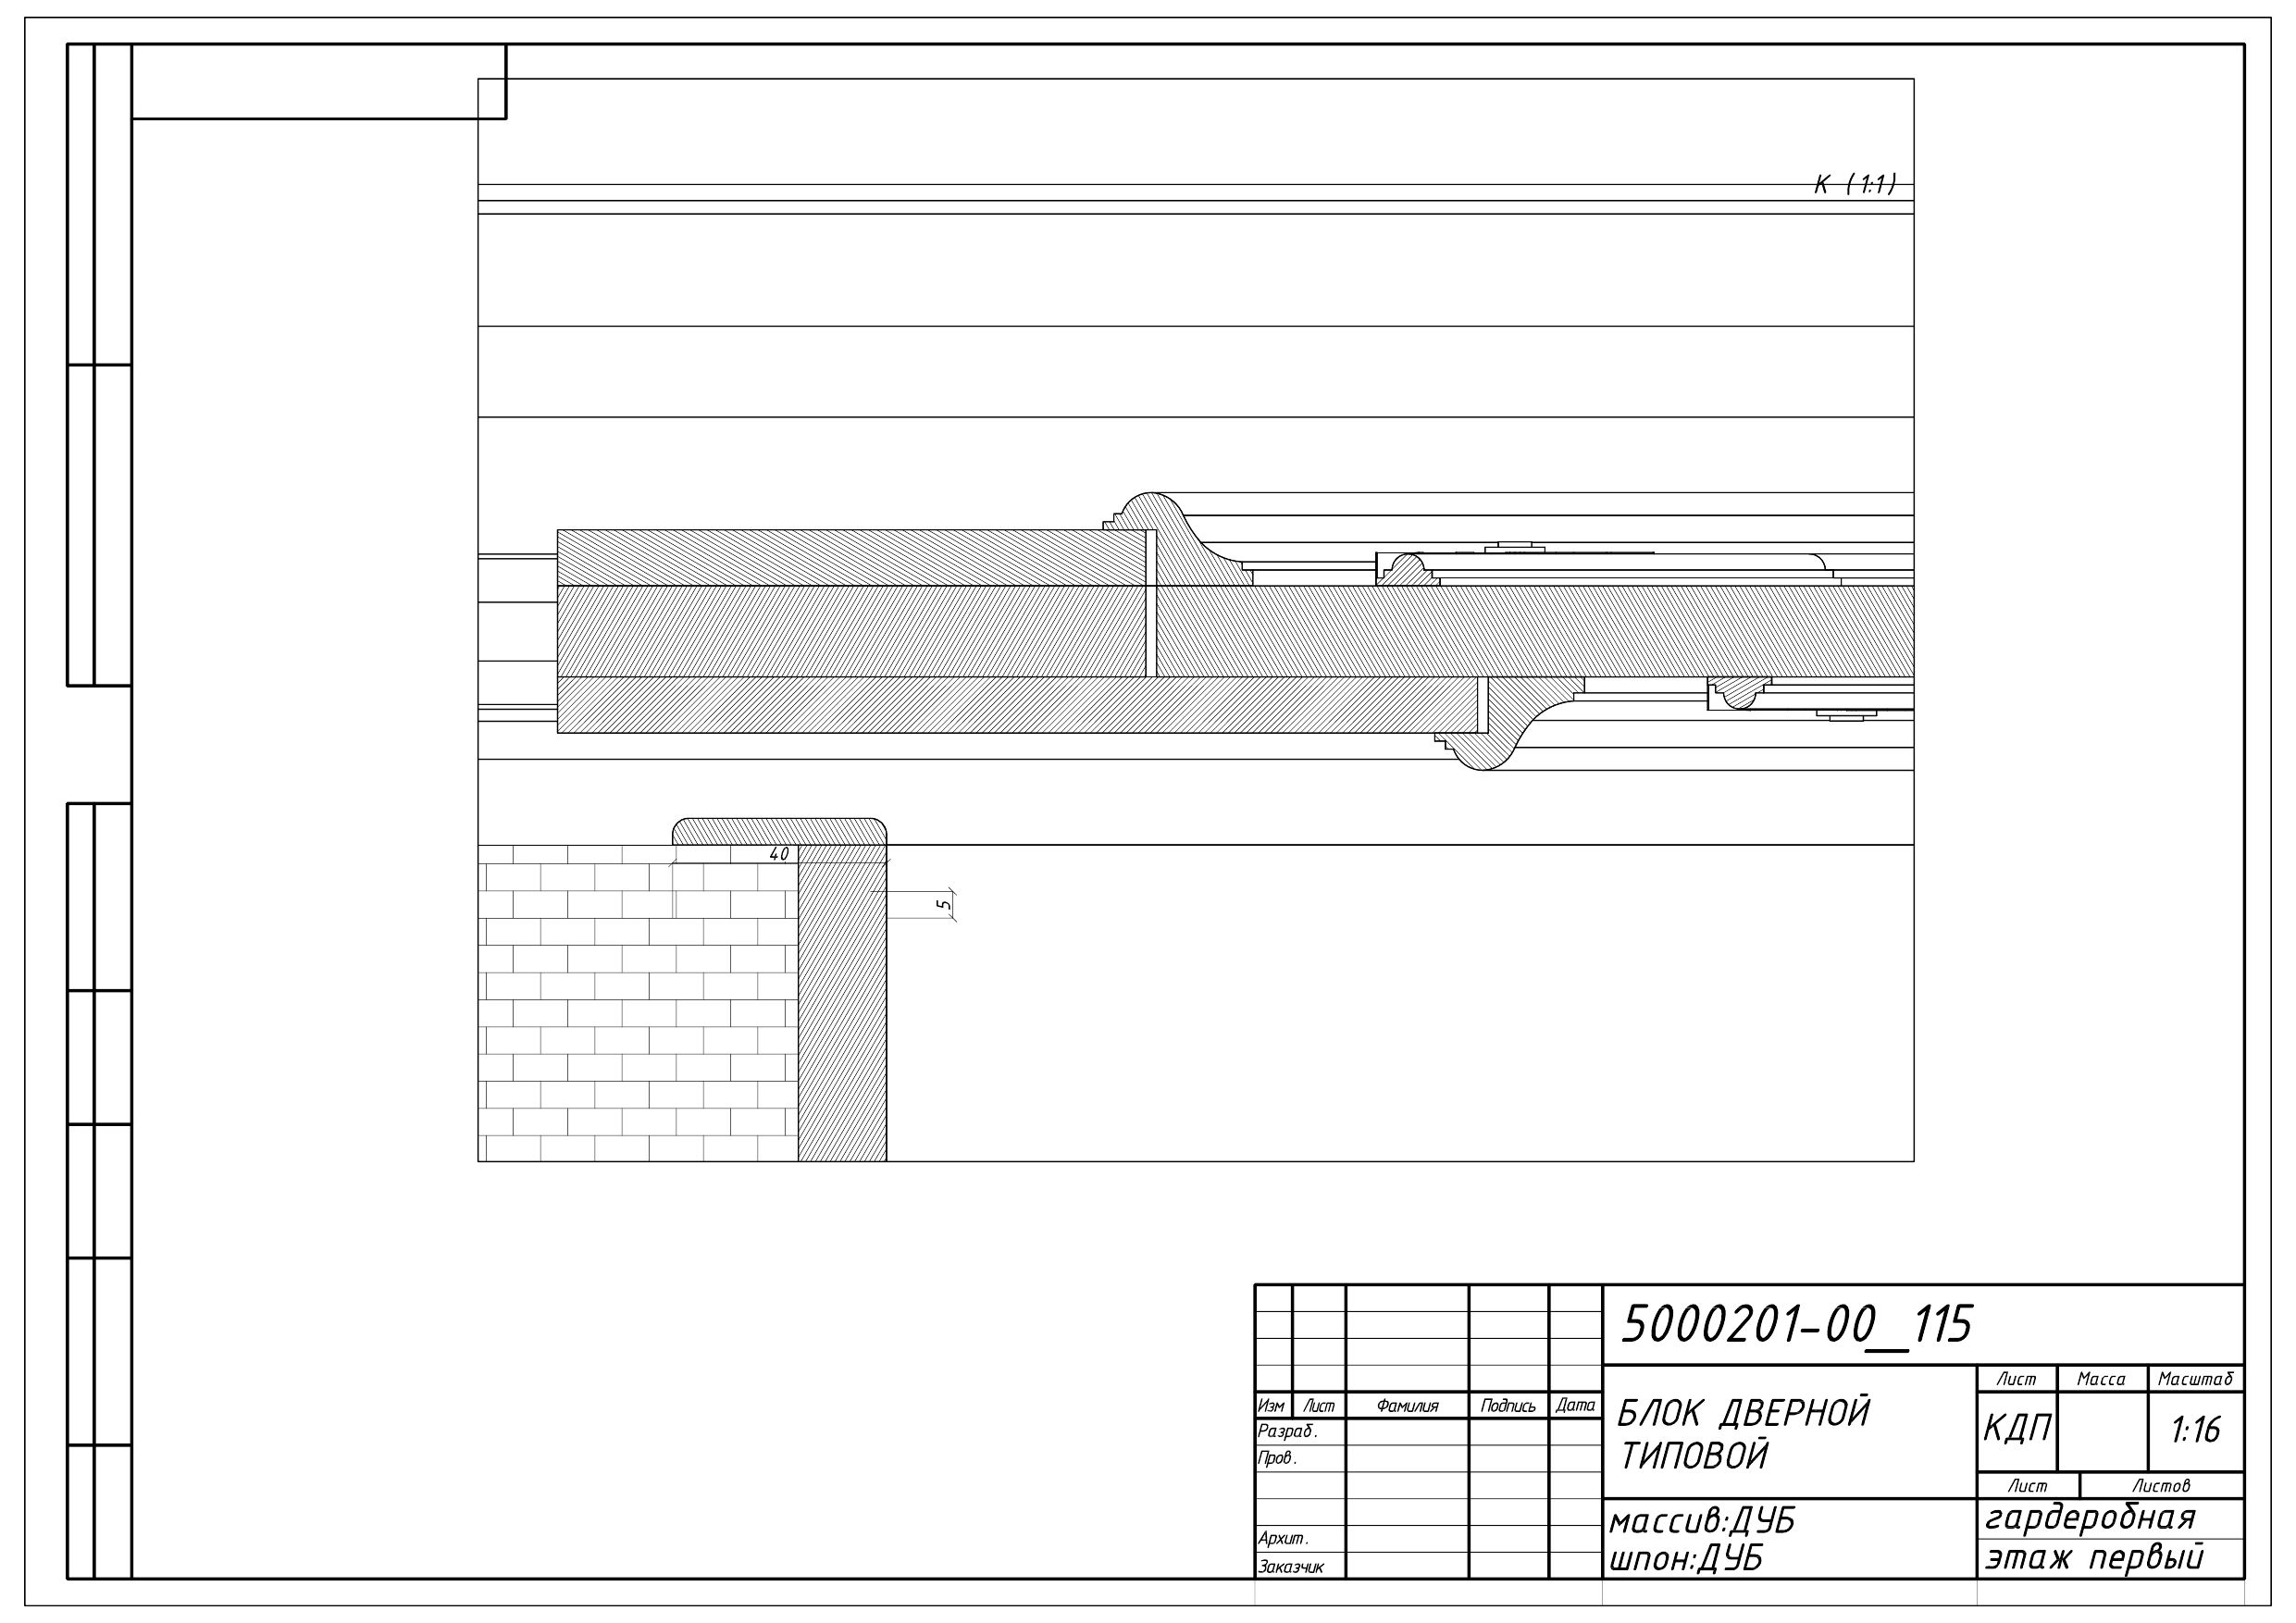 К (1:1)
40
5
5000201-00_115
Лист Масса Масштаб
Изм Лист Фамилия Подпись Дата
БЛОК ДВЕРНОЙ
ТИПОВОЙ
КДП 1:16
Разраб.
Пров.
Лист Листов
массив:ДУБ
шпон:ДУБ
гардеробная
этаж первый
Архит.
Заказчик